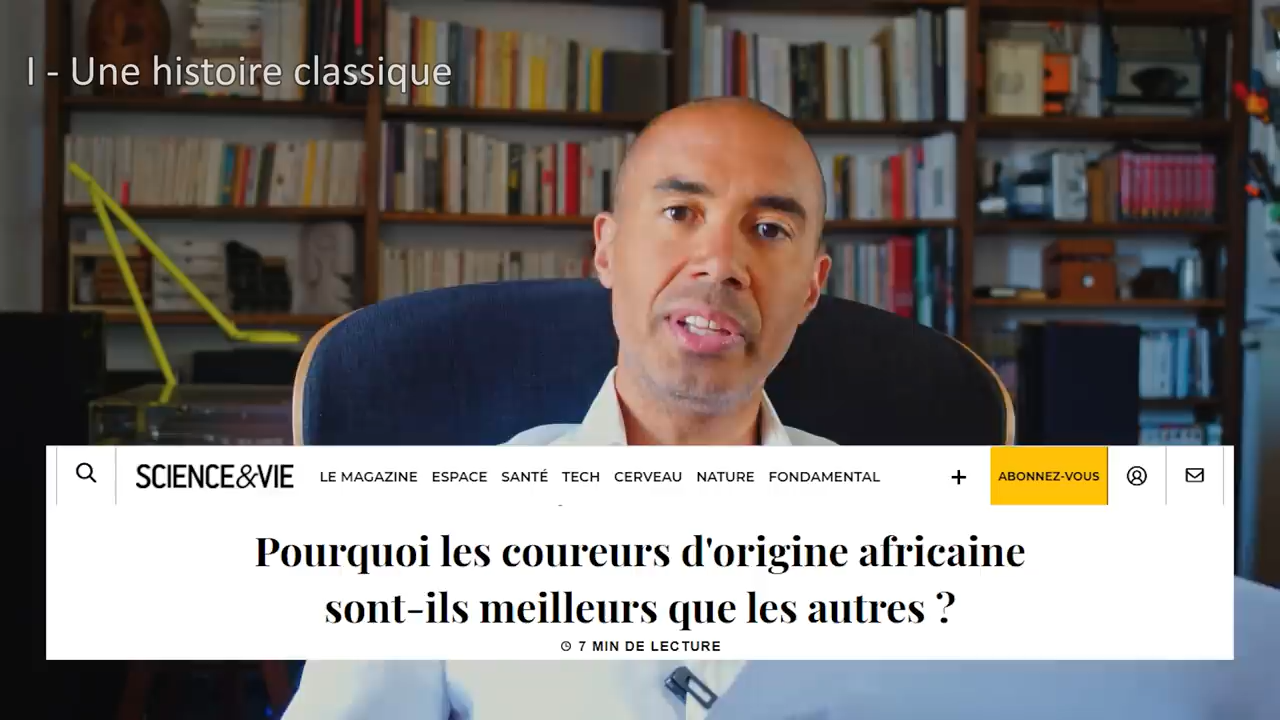 I - Une histoire classique
SCIENCE&VIE LE MAGAZINE ESPACE SANTÉ TECH CERVEAU NATURE FONDAMENTAL + ABONNEZ-VOUS
Pourquoi les coureurs d'origine africaine
sont-ils meilleurs que les autres ?
7 MIN DE LECTURE